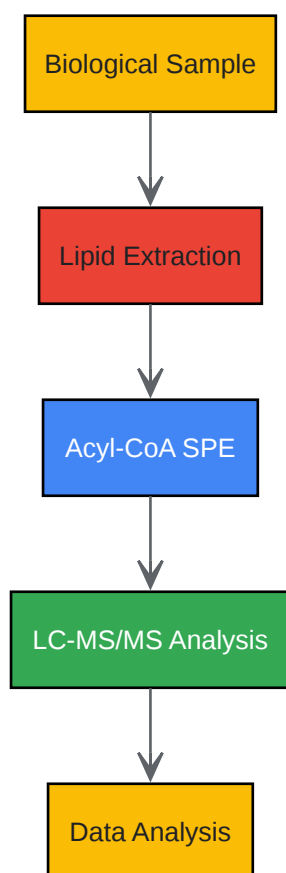 Biological Sample
Lipid Extraction
Acyl-CoA SPE
LC-MS/MS Analysis
Data Analysis